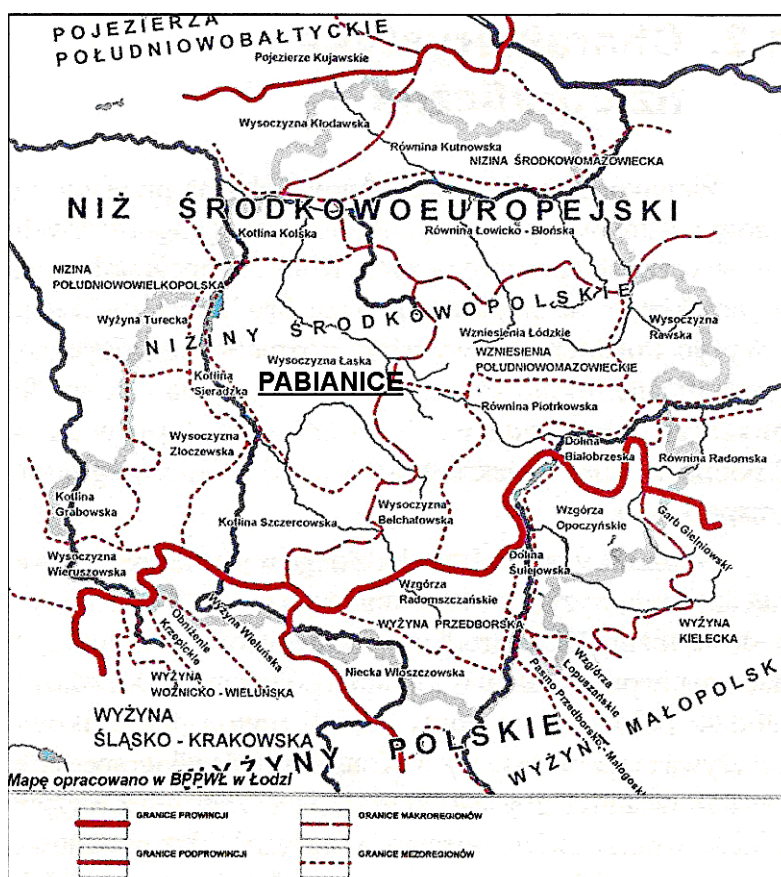 POJEZIERZA
POŁUDNIOWOBAŁTYCKIE
Pojezierze Kujawskie
Wysoczyzna Kłodawska
Równina Kutnowska
NIZINA ŚRODKOWOMAZOWIECKA
NIŻ ŚRODKOWOEUROPEJSKI
Kotlina Kolska
Równina Łowicko - Błońska
NIZINA
POŁUDNIOWOWIELKOPOLSKA
NIZINY ŚRODKOWOPOLSKIE
Wyżyna Turecka
Wysoczyzna
Rawska
Wzniesienia Łódzkie
WZNIESIENIA
POŁUDNIOWOMAZOWIECKIE
Wysoczyzna Łaska
PABIANICE
Kotlina
Sieradzka
Równina Piotrkowska
Wysoczyzna
Złoczewska
Dolina
Białobrzeska
Równina Radomska
Kotlina
Grabowska
Kotlina Szczercowska
Wysoczyzna
Bełchatowska
Wzgórza
Opoczyńskie
Garb Gielniowski
Wysoczyzna
Wieruszowska
Dolina
Sulejowska
Wzgórza
Radomszczańskie
WYŻYNA PRZEDBORSKA
WYŻYNA
KIELECKA
Obniżenie
Krzepickie
Wyżyna Wieluńska
WYŻYNA
WOŹNICKO - WIELUŃSKA
Niecka Włoszczowska
Wzgórza
Łopuszańskie
Pasmo Przedborsko - Małogoskie
WYŻYNA MAŁOPOLSK
WYŻYNA
ŚLĄSKO - KRAKOWSKA
WYŻYNY POLSKIE
Mapę opracowano w BPPWŁ w Łodzi
GRANICE PROWINCJI
GRANICE MAKROREGIONÓW
GRANICE PODPROWINCJI
GRANICE MEZOREGIONÓW